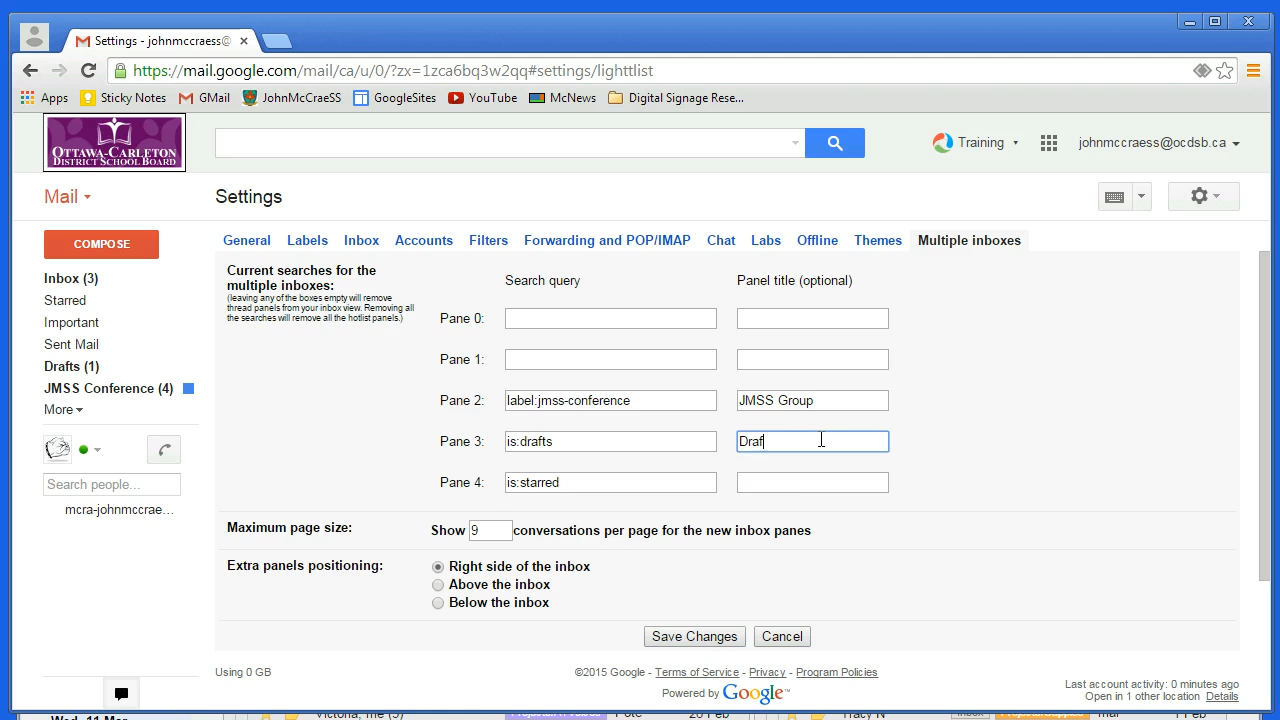 Settings - johnmccraess@
https://mail.google.com/mail/ca/u/0/?zx=1zca6bq3w2qq#settings/lighttlist
Apps Sticky Notes GMail JohnMcCraeSS GoogleSites YouTube McNews Digital Signage Rese...
OTTAWA-CARLETON
DISTRICT SCHOOL BOARD
Training
johnmccraess@ocdsb.ca
Mail
Settings
COMPOSE
General Labels Inbox Accounts Filters Forwarding and POP/IMAP Chat Labs Offline Themes Multiple inboxes
Inbox (3)
Starred
Important
Sent Mail
Drafts (1)
JMSS Conference (4)
More
Search people...
mcra-johnmccrae...
Current searches for the
multiple inboxes:
(leaving any of the boxes empty will remove
thread panels from your inbox view. Removing all
the searches will remove all the hotlist panels.)
Search query Panel title (optional)
Pane 0:
Pane 1:
Pane 2: label:jmss-conference JMSS Group
Pane 3: is:drafts Draf
Pane 4: is:starred
Maximum page size: Show 9 conversations per page for the new inbox panes
Extra panels positioning: Right side of the inbox
Above the inbox
Below the inbox
Save Changes Cancel
Using 0 GB
©2015 Google - Terms of Service - Privacy - Program Policies
Powered by Google™
Last account activity: 0 minutes ago
Open in 1 other location Details